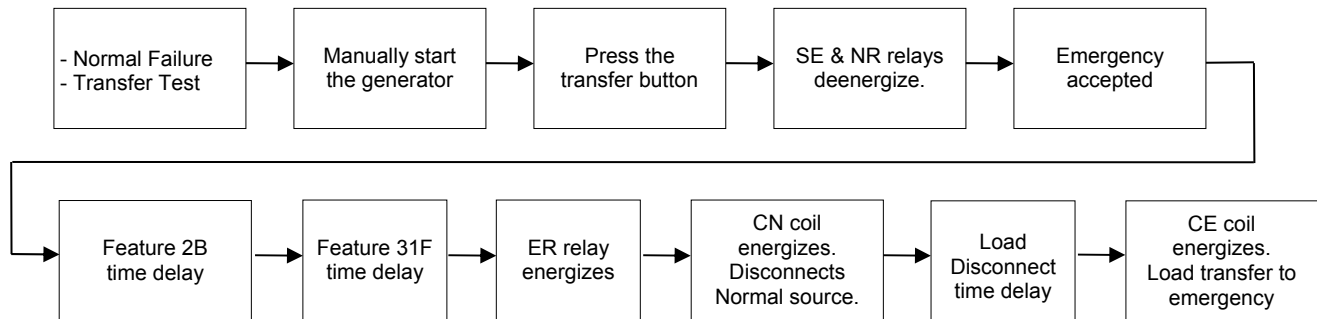 - Normal Failure
- Transfer Test
Manually start
the generator
Press the
transfer button
SE & NR relays
deenergize.
Emergency
accepted
Feature 2B
time delay
Feature 31F
time delay
ER relay
energizes
CN coil
energizes.
Disconnects
Normal source.
Load
Disconnect
time delay
CE coil
energizes.
Load transfer to
emergency